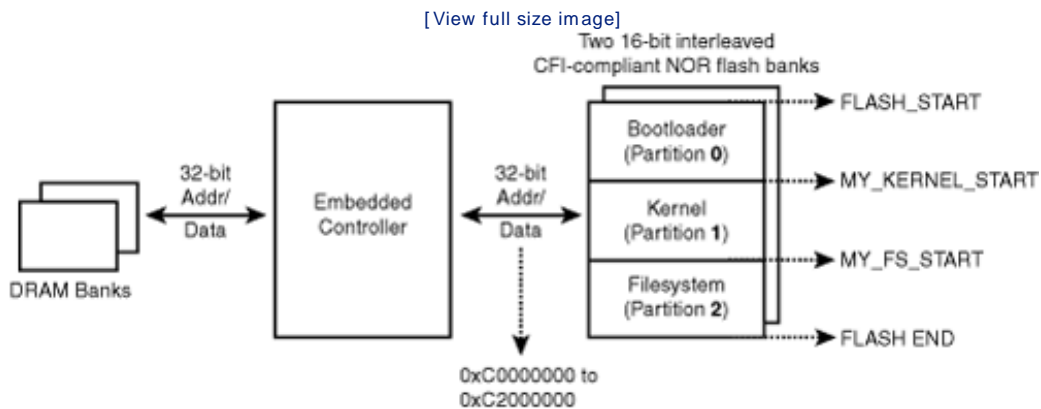 [View full size image]
Two 16-bit interleaved
CFI-compliant NOR flash banks
FLASH_START
Bootloader
(Partition 0)
32-bit
Addr/
Data
32-bit
Addr/
Data
MY_KERNEL_START
Embedded
Controller
Kernel
(Partition 1)
MY_FS_START
DRAM Banks
Filesystem
(Partition 2)
FLASH END
0xC0000000 to
0xC2000000